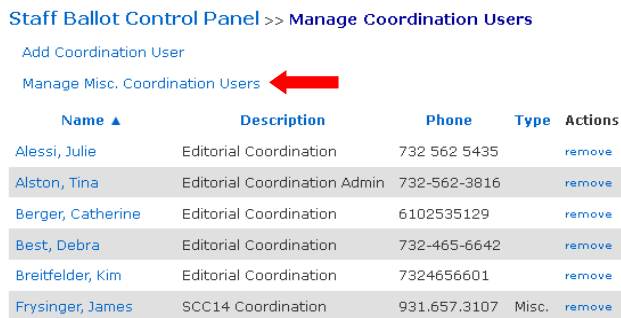 Staff Ballot Control Panel >> Manage Coordination Users
Add Coordination User
Manage Misc. Coordination Users
Name ▲ Description Phone Type Actions
Alessi, Julie Editorial Coordination 732 562 5435 remove
Alston, Tina Editorial Coordination Admin 732-562-3816 remove
Berger, Catherine Editorial Coordination 6102535129 remove
Best, Debra Editorial Coordination 732-465-6642 remove
Breitfelder, Kim Editorial Coordination 7324656601 remove
Frysinger, James SCC14 Coordination 931.657.3107 Misc. remove